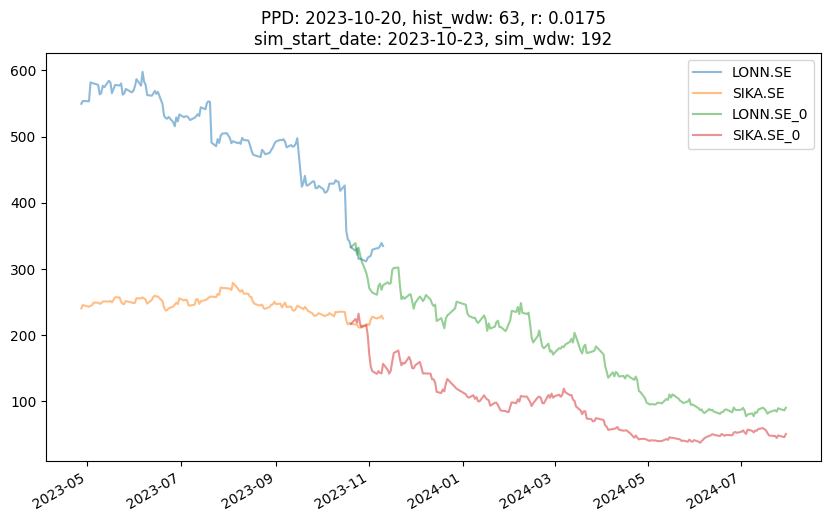 PPD: 2023-10-20, hist_wdw: 63, r: 0.0175
sim_start_date: 2023-10-23, sim_wdw: 192
LONN.SE
SIKA.SE
LONN.SE_0
SIKA.SE_0
600
500
400
300
200
100
2023-05
2023-07
2023-09
2023-11
2024-01
2024-03
2024-05
2024-07